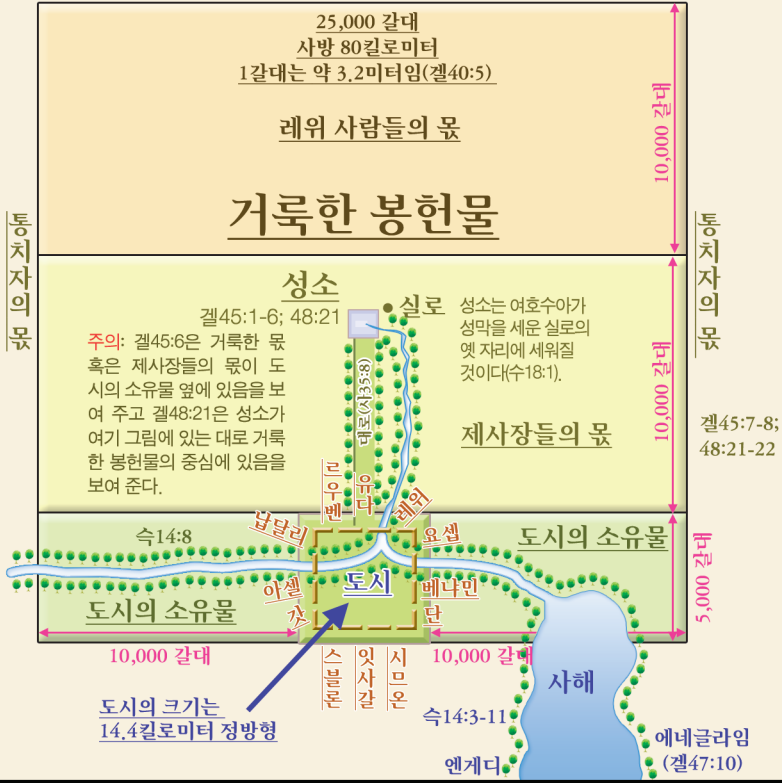 25,000 갈대
사방 80킬로미터
1갈대는 약 3.2미터임(겔40:5)
레위 사람들의 몫
10,000 갈대
거룩한 봉헌물
통치자의 몫
통치자의 몫
성소
겔45:1-6; 48:21
실로
성소는 여호수아가
성막을 세운 실로의
옛 자리에 세워질
것이다(수18:1).
주의: 겔45:6은 거룩한 몫
혹은 제사장들의 몫이 도
시의 소유물 옆에 있음을 보
여 주고 겔48:21은 성소가
여기 그림에 있는 대로 거룩
한 봉헌물의 중심에 있음을
보여 준다.
대로(사35:8)
10,000 갈대
제사장들의 몫
겔45:7-8;
48:21-22
르우벤
유다
레위
납달리
요셉
슥14:8
도시의 소유물
5,000 갈대
아셀
도시
베냐민
갓
단
도시의 소유물
10,000 갈대
스블론
잇사갈
시므온
10,000 갈대
사해
도시의 크기는
14.4킬로미터 정방형
슥14:3-11
엔게디
에네글라임
(겔47:10)